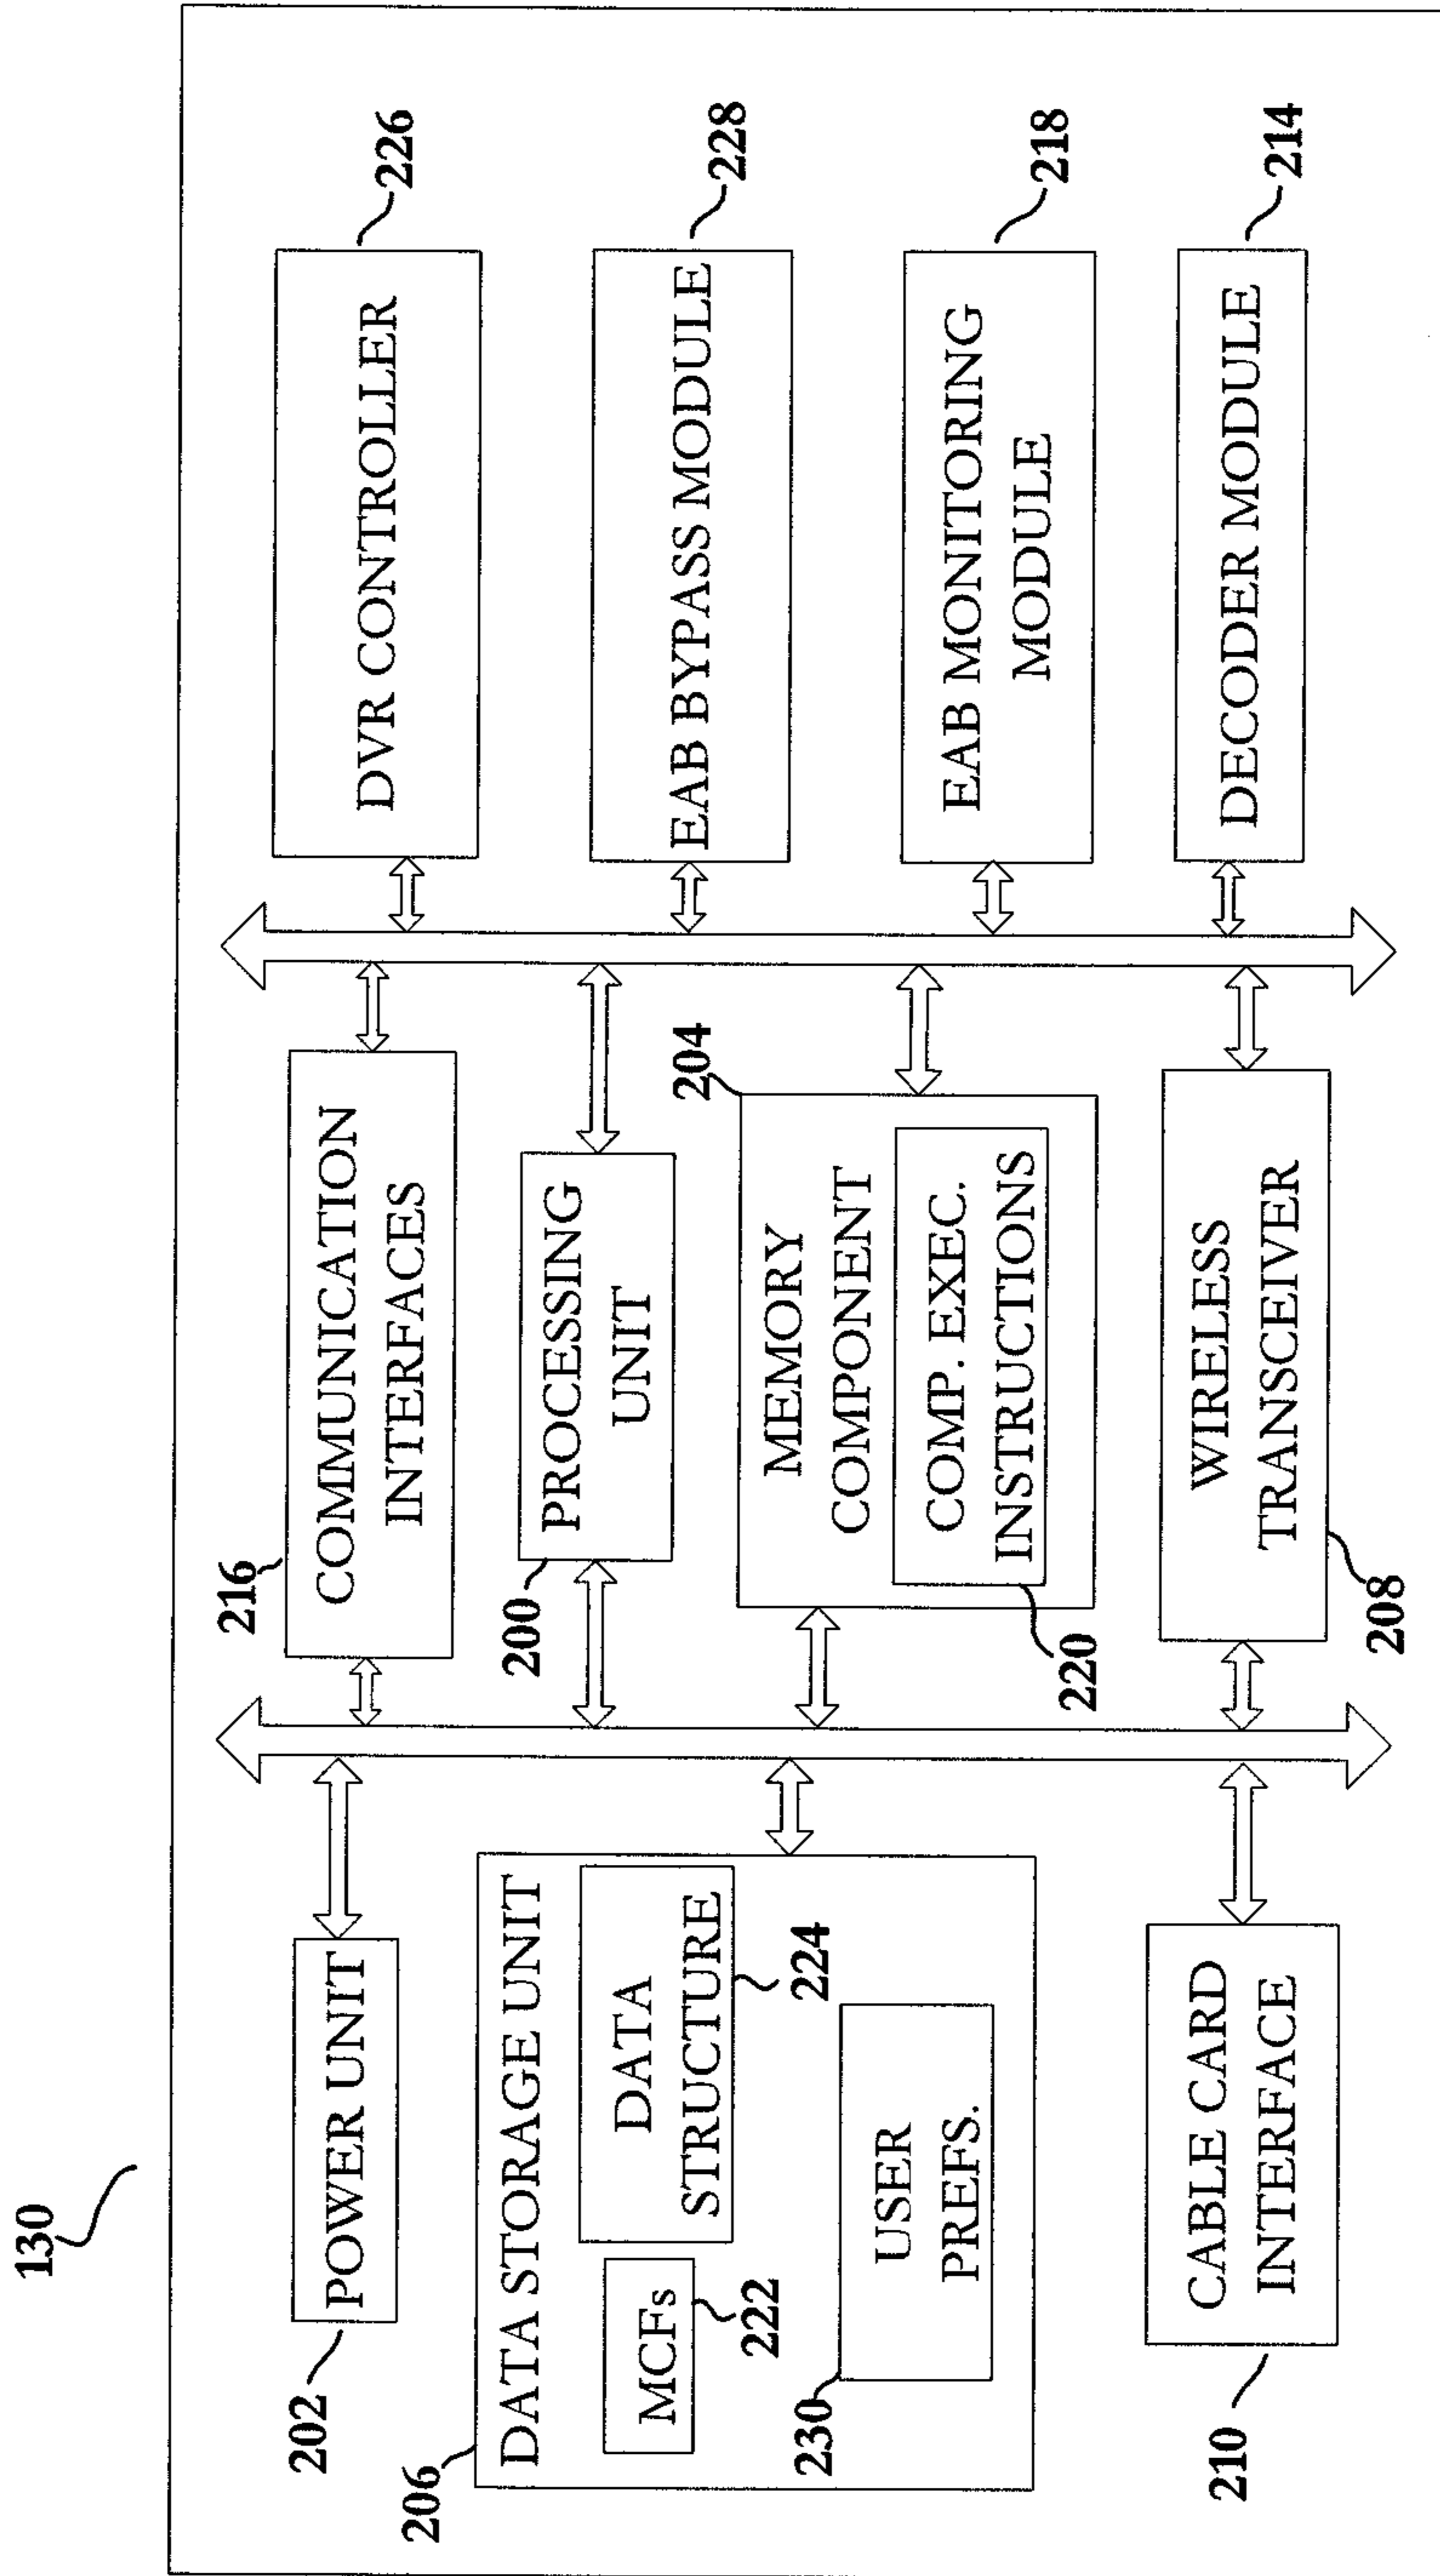 130
202
POWER UNIT
206
DATA STORAGE UNIT
MCFs
222
DATA
STRUCTURE
224
230
USER
PREFS.
210
CABLE CARD
INTERFACE
216
COMMUNICATION
INTERFACES
200
PROCESSING
UNIT
204
MEMORY
COMPONENT
COMP. EXEC.
INSTRUCTIONS
220
WIRELESS
TRANSCEIVER
208
DVR CONTROLLER
226
EAB BYPASS MODULE
228
EAB MONITORING
MODULE
218
DECODER MODULE
214